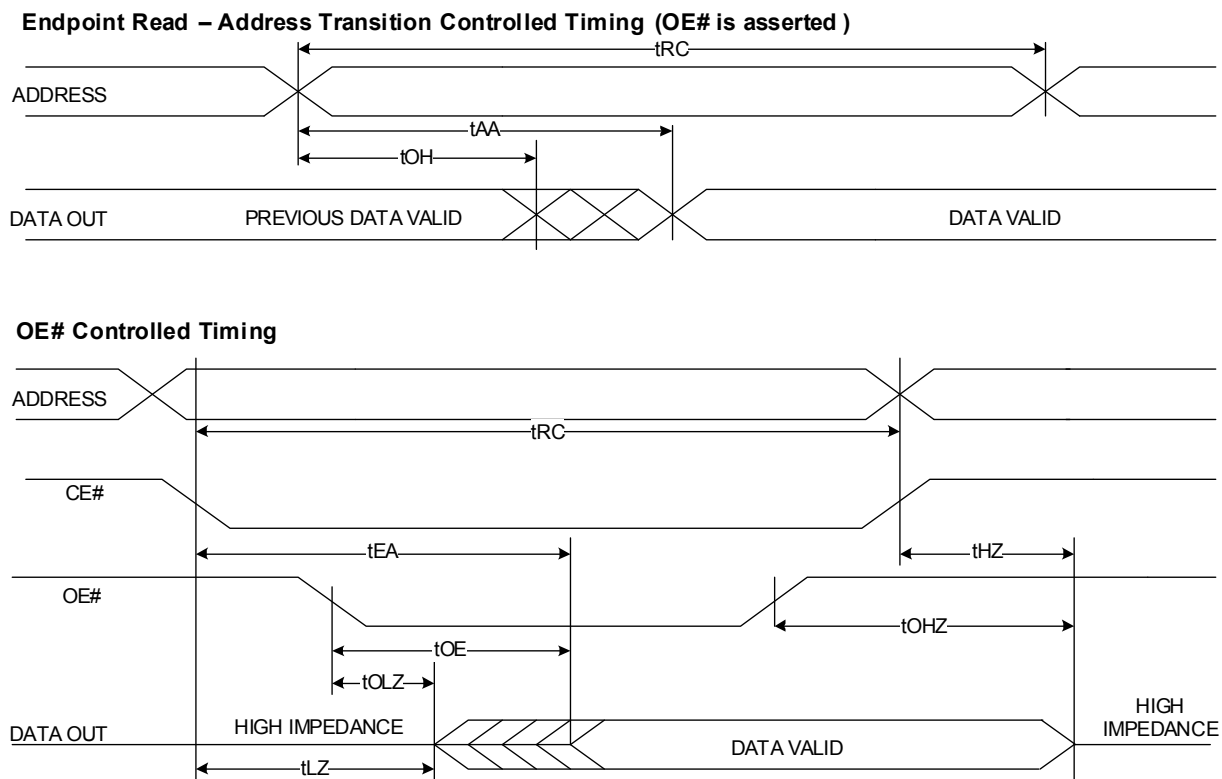 Endpoint Read – Address Transition Controlled Timing (OE# is asserted )
tRC
ADDRESS
tAA
tOH
DATA OUT
PREVIOUS DATA VALID
DATA VALID
OE# Controlled Timing
ADDRESS
tRC
CE#
tEA
tHZ
OE#
tOHZ
tOE
tOLZ
DATA OUT
HIGH IMPEDANCE
DATA VALID
HIGH
IMPEDANCE
tLZ